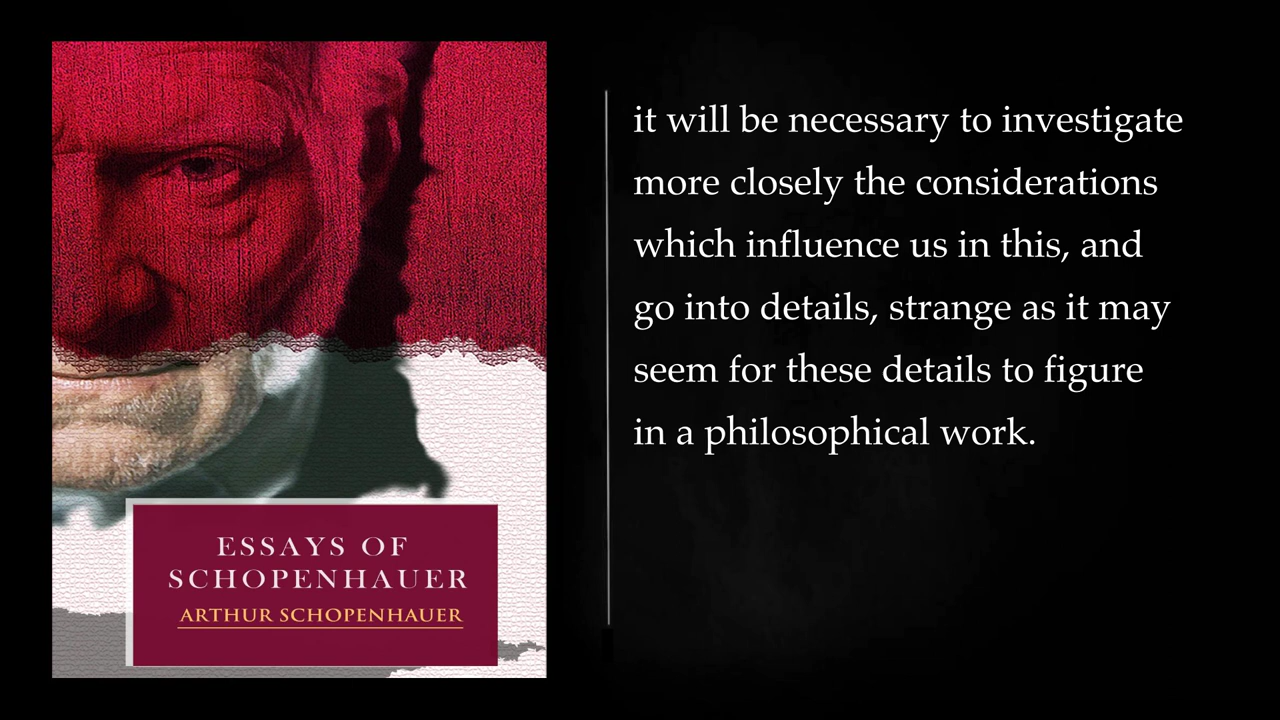 ESSAYS OF
SCHOPENHAUER
ARTHUR SCHOPENHAUER
it will be necessary to investigate
more closely the considerations
which influence us in this, and
go into details, strange as it may
seem for these details to figure
in a philosophical work.